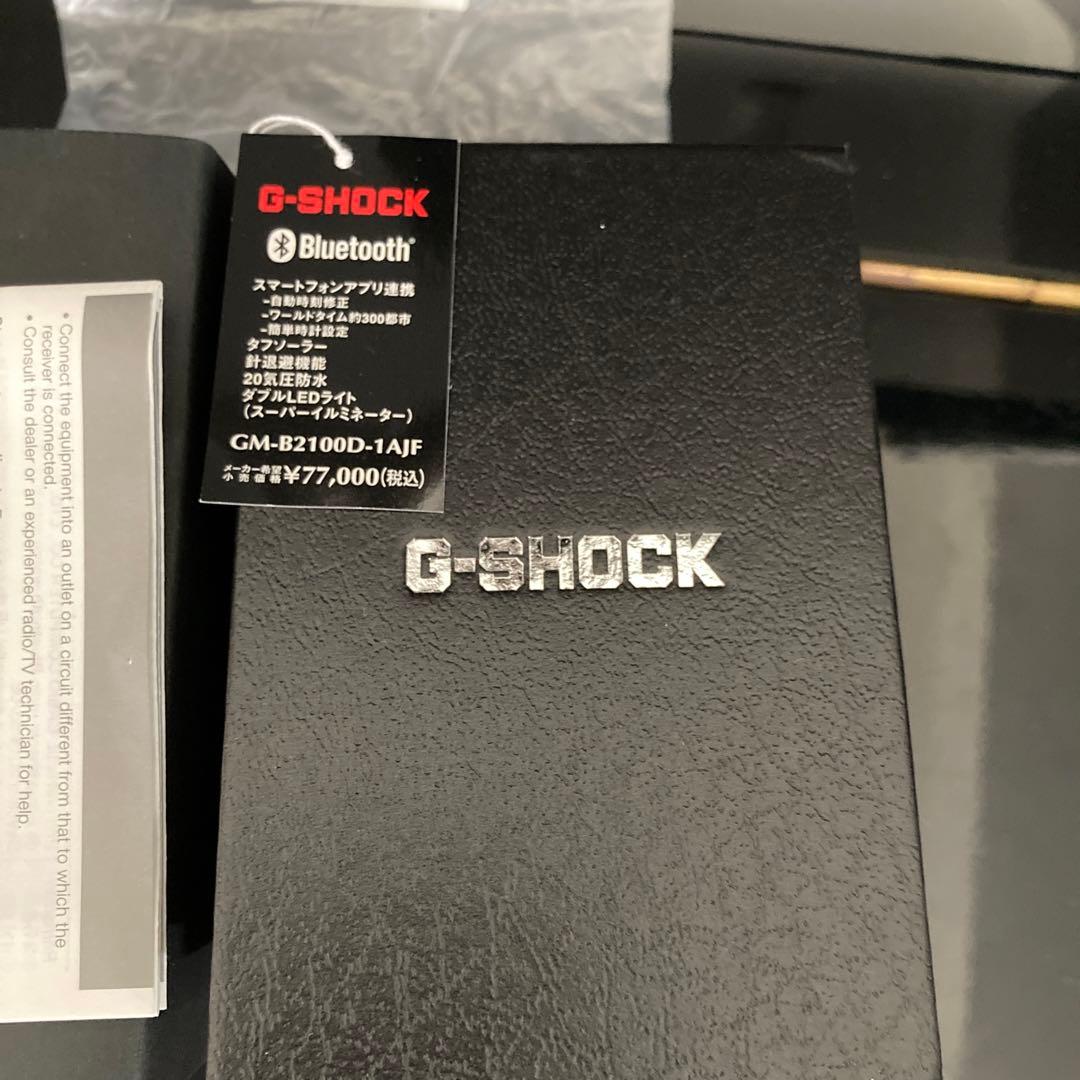 G-SHOCK
Bluetooth®
スマートフォンアプリ連携
-自動時刻修正
-ワールドタイム約300都市
-簡単時計設定
タフソーラー
針退避機能
20気圧防水
ダブルLEDライト
(スーパーイルミネーター)
GM-B2100D-1AJF
メーカー希望小売価格 ¥77,000(税込)
G-SHOCK
• Connect the equipment into an outlet on a circuit different from that to which the
receiver is connected.
• Consult the dealer or an experienced radio/TV technician for help.